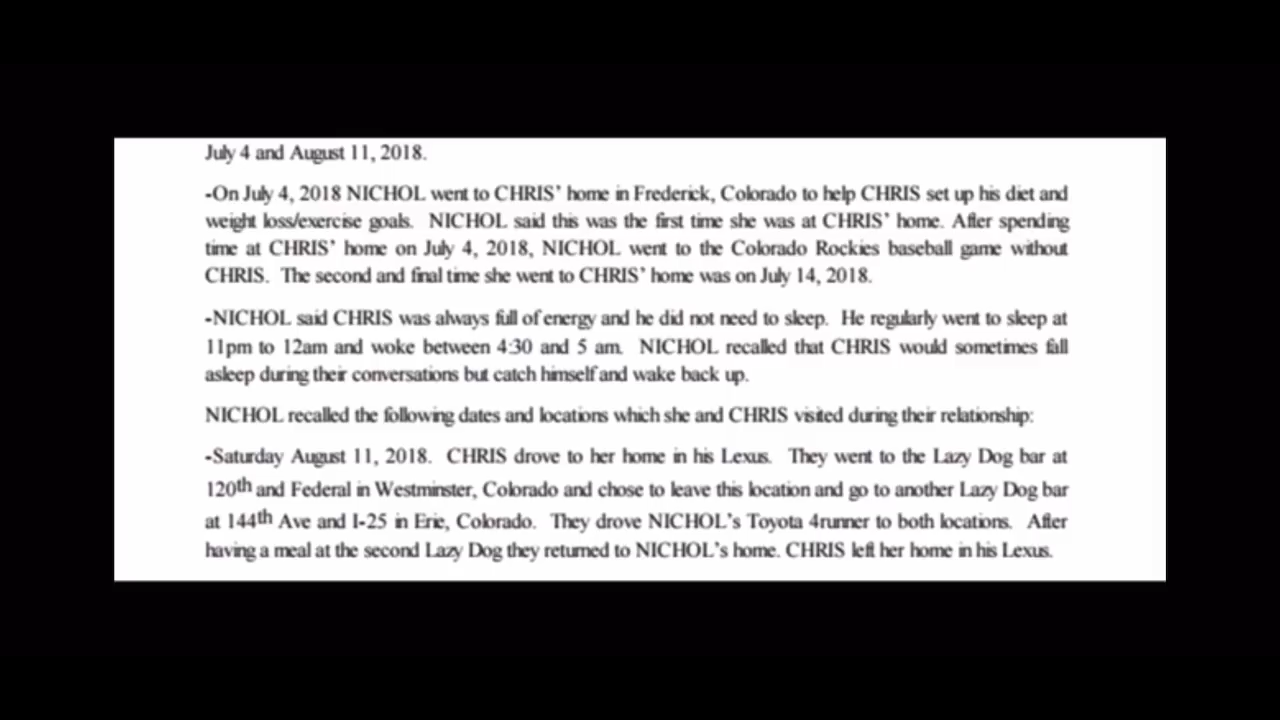 July 4 and August 11, 2018.
-On July 4, 2018 NICHOL went to CHRIS' home in Frederick, Colorado to help CHRIS set up his diet and
weight loss/exercise goals. NICHOL said this was the first time she was at CHRIS' home. After spending
time at CHRIS' home on July 4, 2018, NICHOL went to the Colorado Rockies baseball game without
CHRIS. The second and final time she went to CHRIS' home was on July 14, 2018.
-NICHOL said CHRIS was always full of energy and he did not need to sleep. He regularly went to sleep at
11pm to 12am and woke between 4:30 and 5 am. NICHOL recalled that CHRIS would sometimes fall
asleep during their conversations but catch himself and wake back up.
NICHOL recalled the following dates and locations which she and CHRIS visited during their relationship:
-Saturday August 11, 2018. CHRIS drove to her home in his Lexus. They went to the Lazy Dog bar at
120th and Federal in Westminster, Colorado and chose to leave this location and go to another Lazy Dog bar
at 144th Ave and I-25 in Erie, Colorado. They drove NICHOL's Toyota 4runner to both locations. After
having a meal at the second Lazy Dog they returned to NICHOL's home. CHRIS left her home in his Lexus.